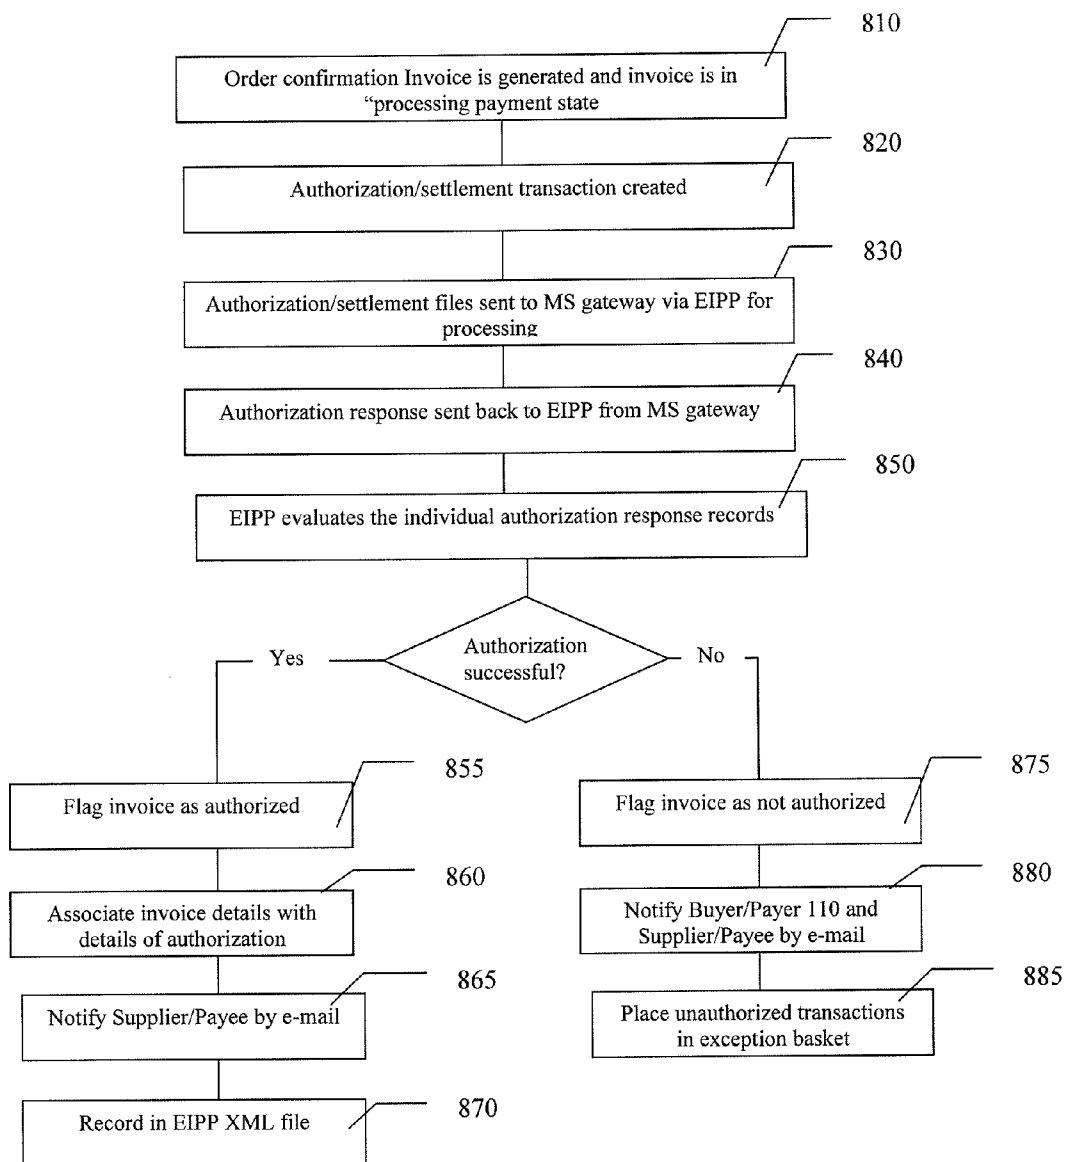 810
Order confirmation Invoice is generated and invoice is in
“processing payment state
820
Authorization/settlement transaction created
830
Authorization/settlement files sent to MS gateway via EIPP for
processing
840
Authorization response sent back to EIPP from MS gateway
850
EIPP evaluates the individual authorization response records
Authorization
successful?
Yes
No
855
Flag invoice as authorized
860
Associate invoice details with
details of authorization
865
Notify Supplier/Payee by e-mail
870
Record in EIPP XML file
875
Flag invoice as not authorized
880
Notify Buyer/Payer 110 and
Supplier/Payee by e-mail
885
Place unauthorized transactions
in exception basket